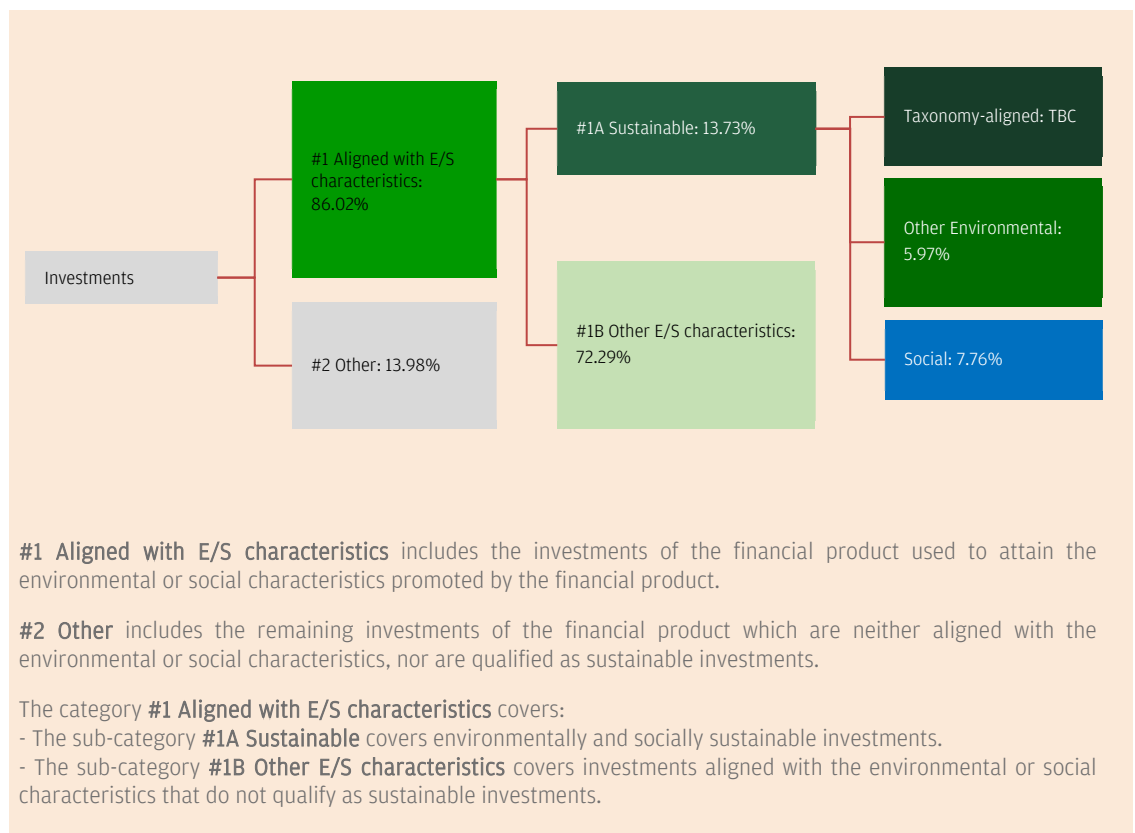 Investments
#1 Aligned with E/S
characteristics:
86.02%
#2 Other: 13.98%
#1A Sustainable: 13.73%
#1B Other E/S characteristics:
72.29%
Taxonomy-aligned: TBC
Other Environmental:
5.97%
Social: 7.76%
#1 Aligned with E/S characteristics includes the investments of the financial product used to attain the
environmental or social characteristics promoted by the financial product.
#2 Other includes the remaining investments of the financial product which are neither aligned with the
environmental or social characteristics, nor are qualified as sustainable investments.
The category #1 Aligned with E/S characteristics covers:
- The sub-category #1A Sustainable covers environmentally and socially sustainable investments.
- The sub-category #1B Other E/S characteristics covers investments aligned with the environmental or social
characteristics that do not qualify as sustainable investments.